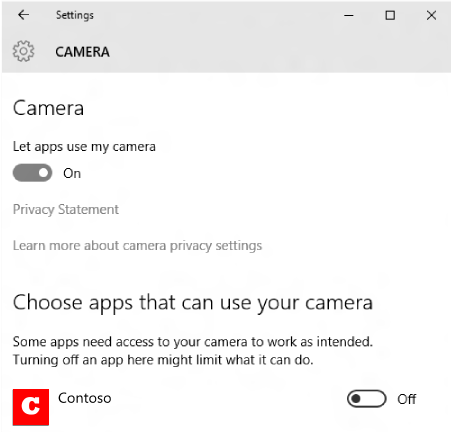 Settings
CAMERA
Camera
Let apps use my camera
On
Privacy Statement
Learn more about camera privacy settings
Choose apps that can use your camera
Some apps need access to your camera to work as intended.
Turning off an app here might limit what it can do.
C Contoso Off